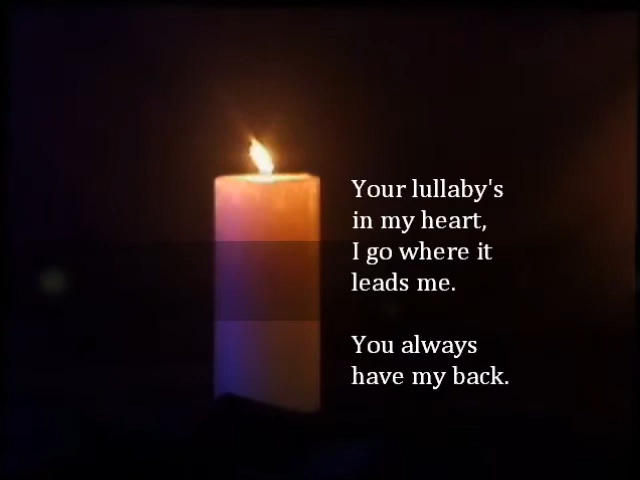 Your lullaby's
in my heart,
I go where it
leads me.
You always
have my back.